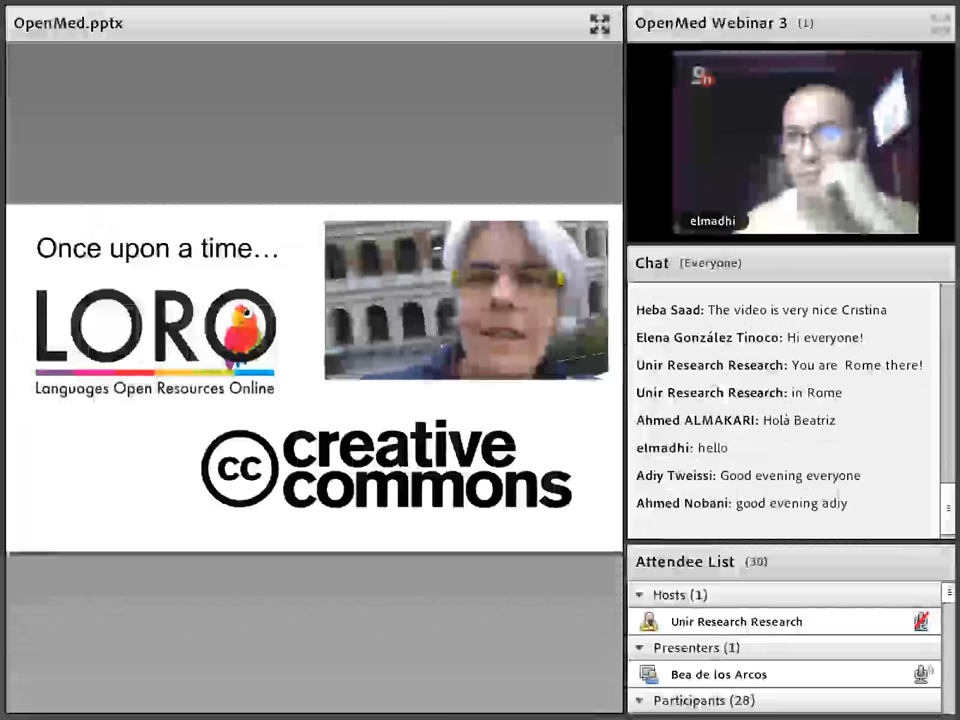 OpenMed.pptx
Once upon a time...
LORO
Languages Open Resources Online
cc creative
commons
OpenMed Webinar 3 (1)
elmadhi
Chat (Everyone)
Heba Saad: The video is very nice Cristina
Elena González Tinoco: Hi everyone!
Unir Research Research: You are Rome there!
Unir Research Research: in Rome
Ahmed ALMAKARI: Holà Beatriz
elmadhi: hello
Adiy Tweissi: Good evening everyone
Ahmed Nobani: good evening adiy
Attendee List (30)
Hosts (1)
Unir Research Research
Presenters (1)
Bea de los Arcos
Participants (28)